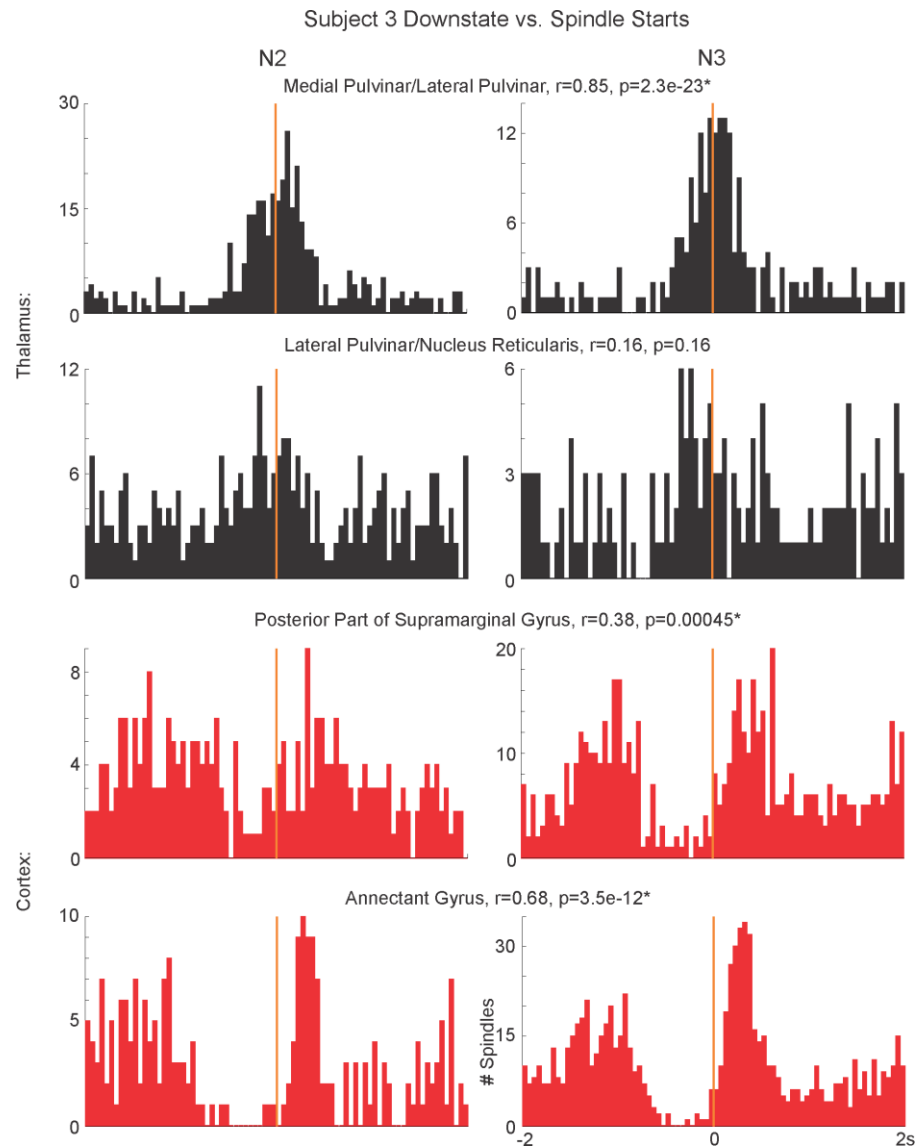 Subject 3 Downstate vs. Spindle Starts
N2
N3
Medial Pulvinar/Lateral Pulvinar, r=0.85, p=2.3e-23*
30
15
0
12
6
0
Thalamus:
Lateral Pulvinar/Nucleus Reticularis, r=0.16, p=0.16
12
6
0
6
3
0
Posterior Part of Supramarginal Gyrus, r=0.38, p=0.00045*
8
4
0
20
10
0
Cortex:
Annectant Gyrus, r=0.68, p=3.5e-12*
10
5
0
# Spindles
35
15
0
-2
0
2s